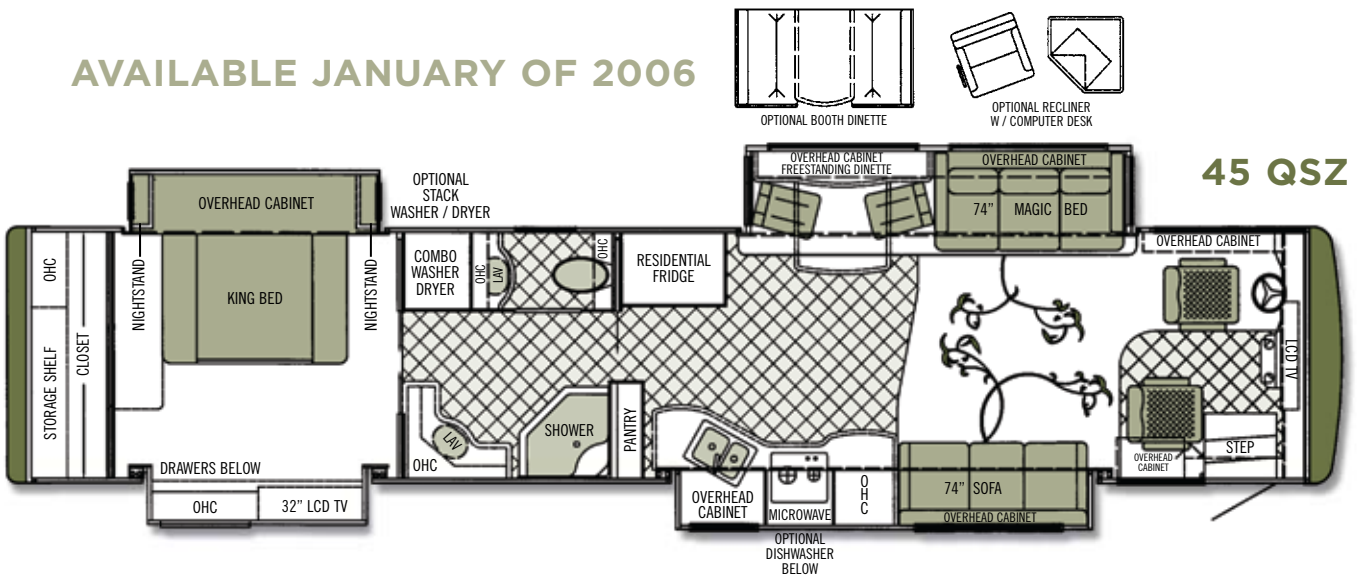 AVAILABLE JANUARY OF 2006
OPTIONAL BOOTH DINETTE
OPTIONAL RECLINER
W / COMPUTER DESK
45 QSZ
OVERHEAD CABINET
FREESTANDING DINETTE
OVERHEAD CABINET
74” MAGIC BED
OPTIONAL
STACK
WASHER / DRYER
OVERHEAD CABINET
NIGHTSTAND
KING BED
NIGHTSTAND
OHC
STORAGE SHELF
CLOSET
COMBO
WASHER
DRYER
OHC
LAV
OHC
RESIDENTIAL
FRIDGE
OVERHEAD CABINET
LCD TV
LAV
OHC
SHOWER
PANTRY
STEP
OVERHEAD
CABINET
DRAWERS BELOW
OHC
32” LCD TV
OVERHEAD
CABINET
MICROWAVE
OHC
74” SOFA
OVERHEAD CABINET
OPTIONAL
DISHWASHER
BELOW